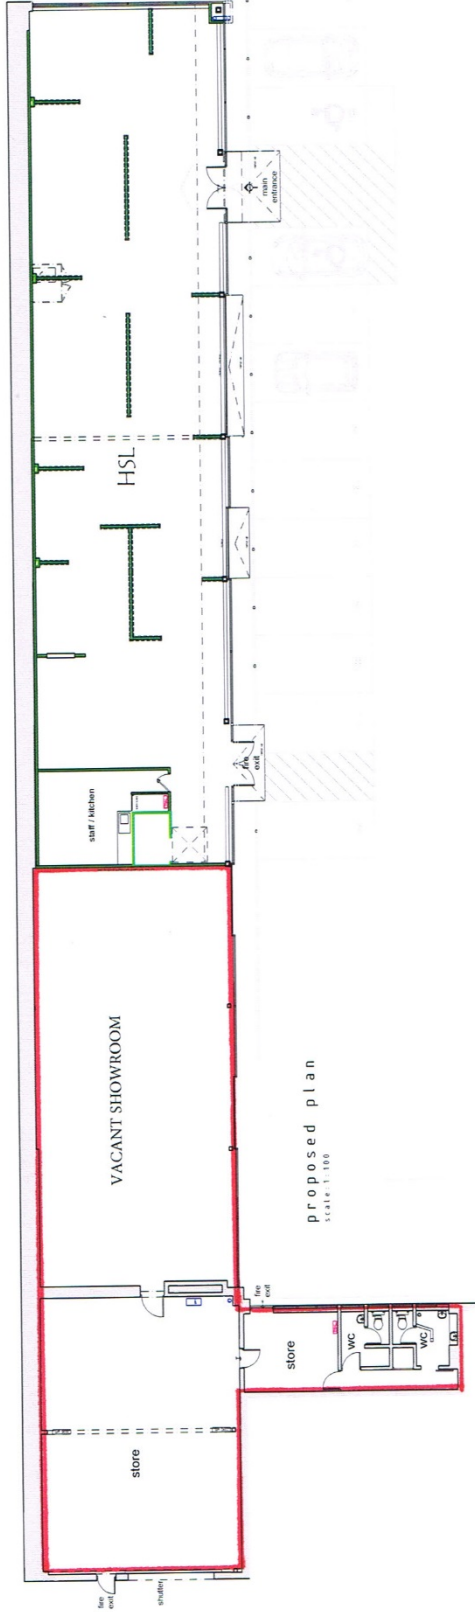 main
entrance
HSL
fire
exit
staff / kitchen
VACANT SHOWROOM
proposed plan
scale:1:100
fire
exit
store
WC
WC
store
fire
exit
shutter